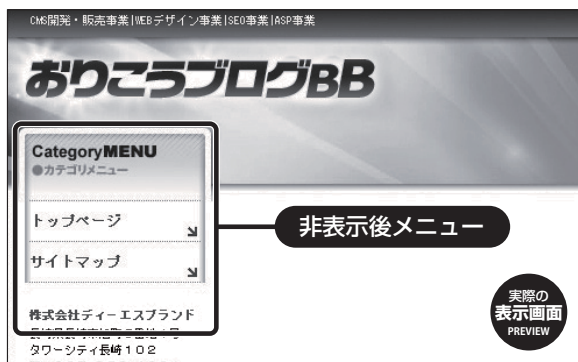 CMS開発・販売事業|WEBデザイン事業|SEO事業|ASP事業
おりこうブログBB
CategoryMENU
●カテゴリメニュー
トップページ
サイトマップ
非表示後メニュー
株式会社ディーエスブランド
タワーシティ長崎102
実際の
表示画面
PREVIEW